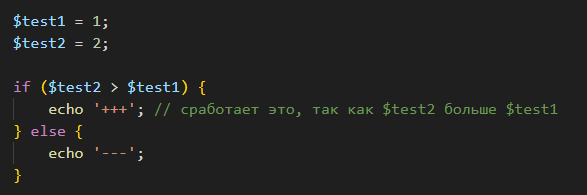 $test1 = 1;
$test2 = 2;

if ($test2 > $test1) {
    echo '+++'; // сработает это, так как $test2 больше $test1
} else {
    echo '---';
}